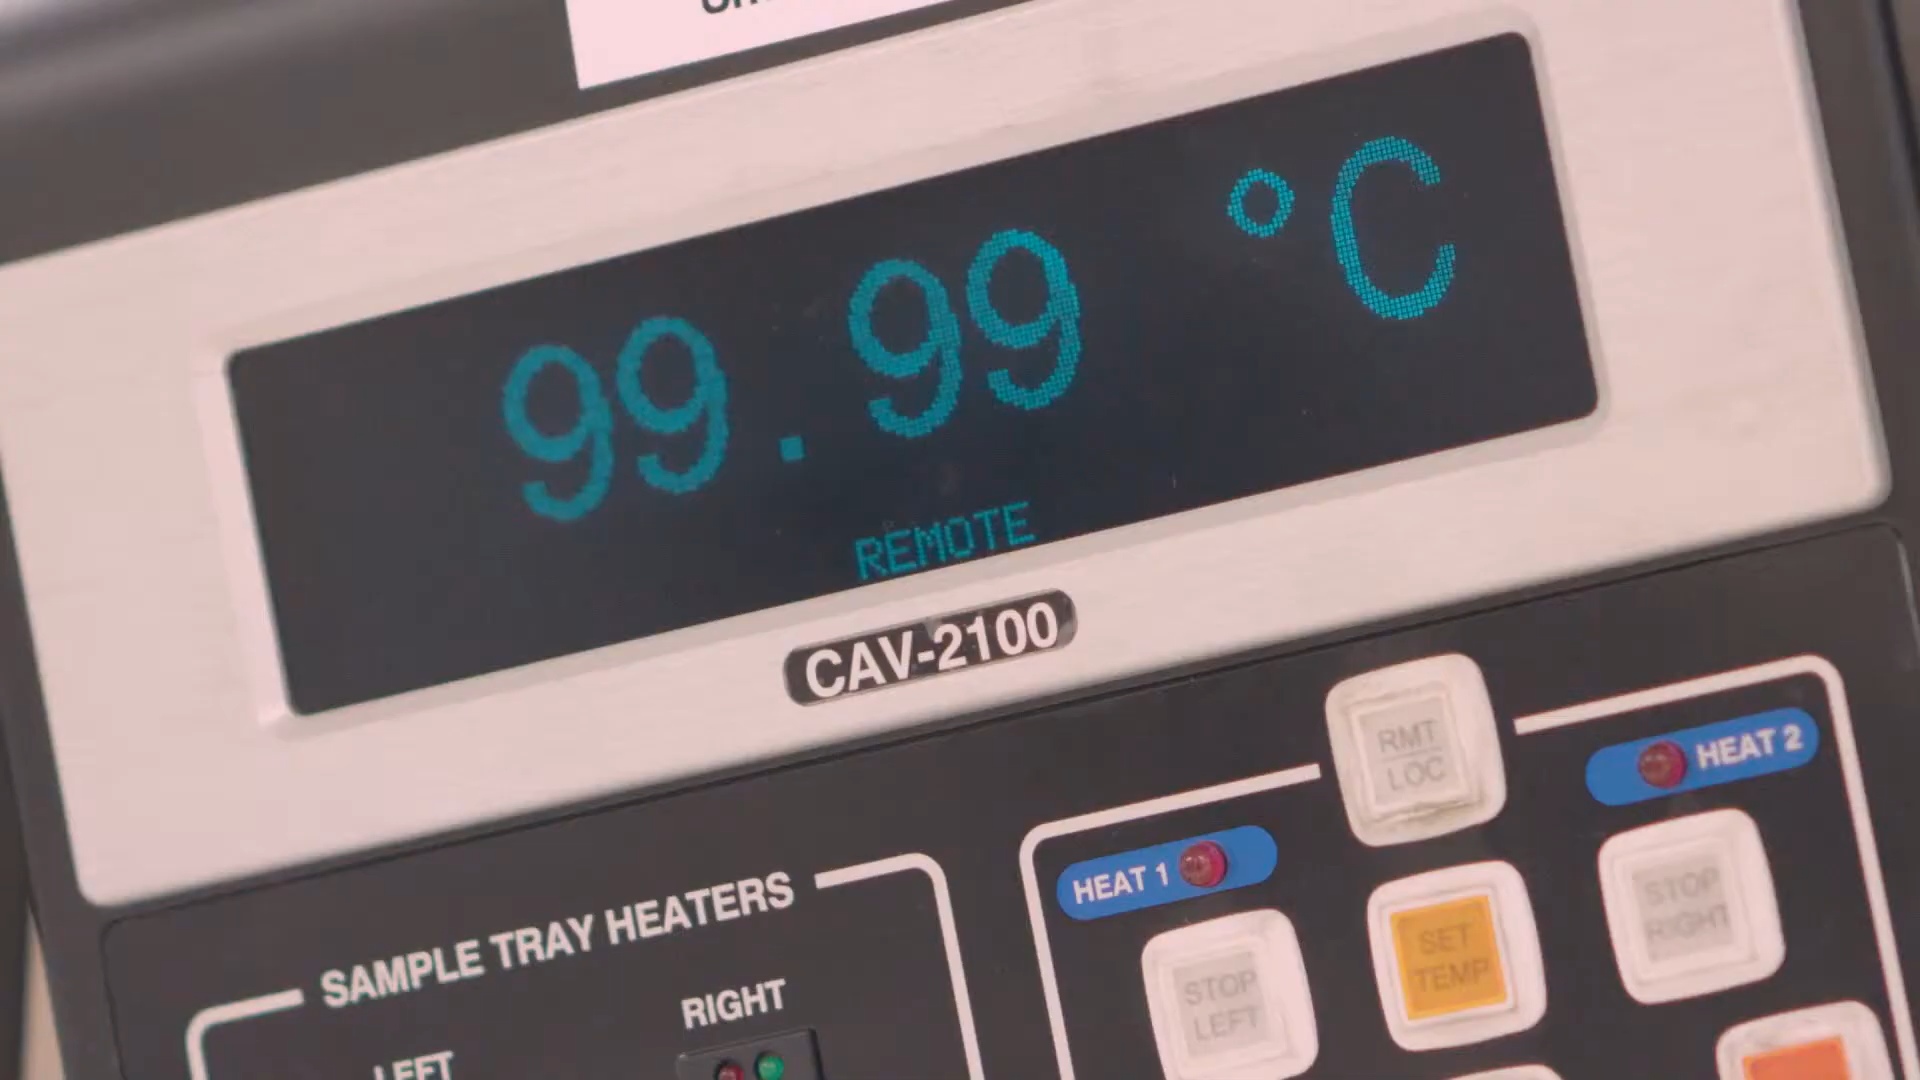 99.99 °C
REMOTE
CAV-2100
RMT
LOC
HEAT 2
HEAT 1
STOP
RIGHT
SET
TEMP
STOP
LEFT
SAMPLE TRAY HEATERS
RIGHT
LEFT